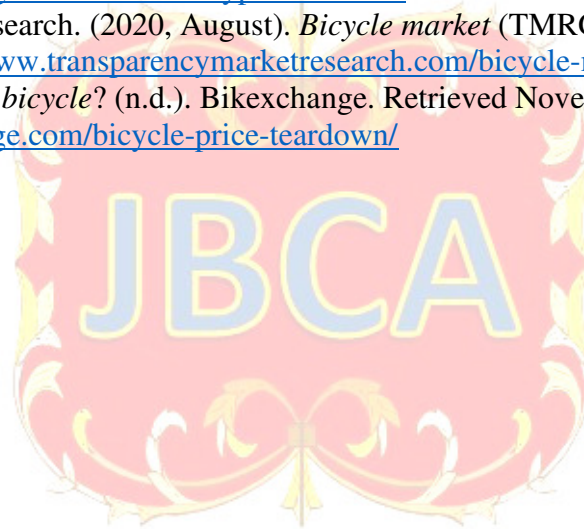 search. (2020, August). Bicycle market (TMRO
ww.transparencymarketresearch.com/bicycle-
bicycle? (n.d.). Bikexchange. Retrieved Nove
ge.com/bicycle-price-teardown/
JBCA